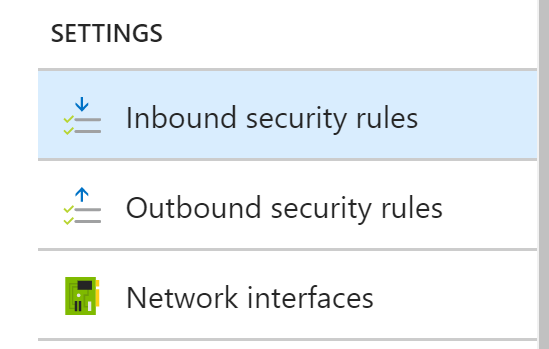 SETTINGS
Inbound security rules
Outbound security rules
Network interfaces